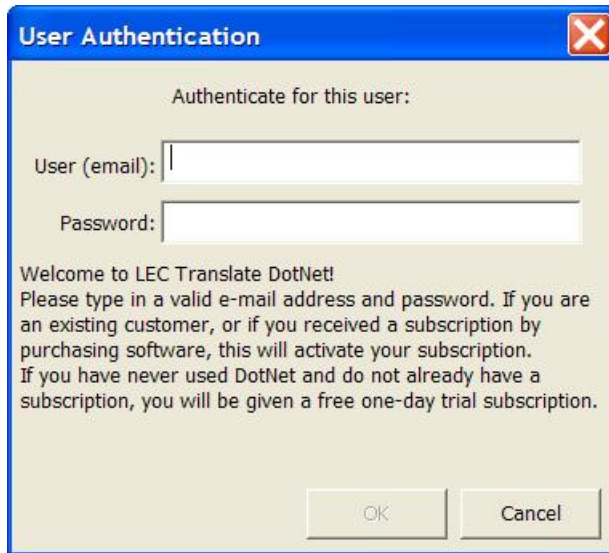 User Authentication
Authenticate for this user:
User (email):
Password:
Welcome to LEC Translate DotNet!
Please type in a valid e-mail address and password. If you are
an existing customer, or if you received a subscription by
purchasing software, this will activate your subscription.
If you have never used DotNet and do not already have a
subscription, you will be given a free one-day trial subscription.
OK Cancel